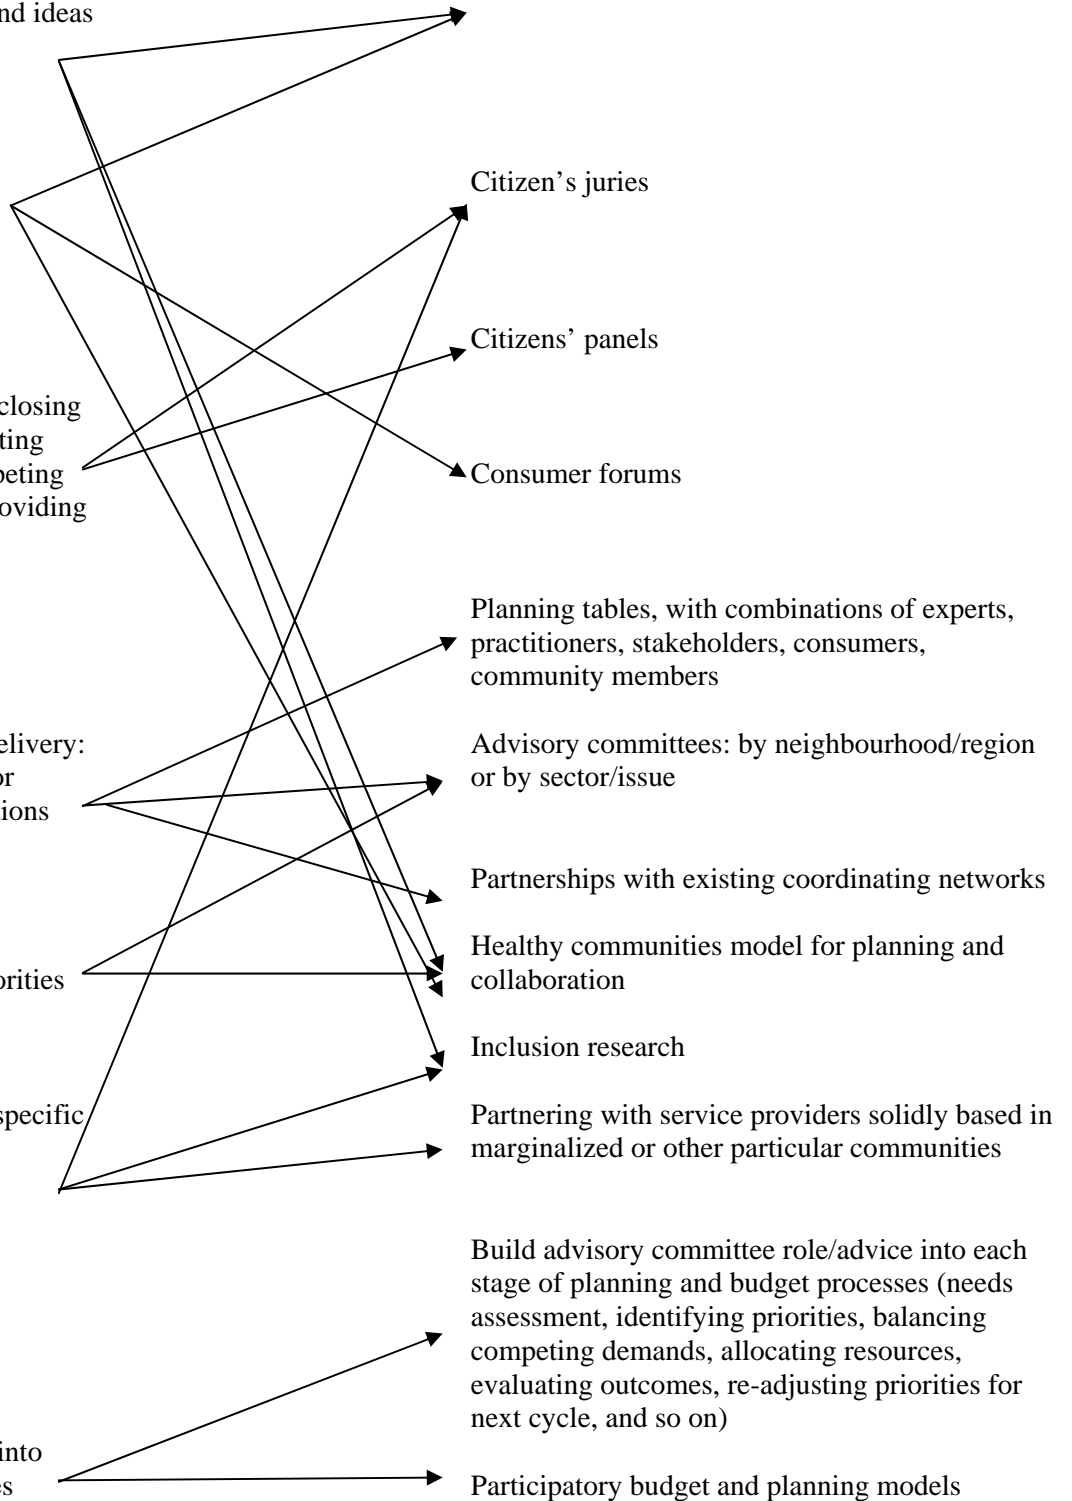 nd ideas
Citizen’s juries
Citizens’ panels
closing
ting
peting
oviding
Consumer forums
Planning tables, with combinations of experts,
practitioners, stakeholders, consumers,
community members
elivery:
or
tions
Advisory committees: by neighbourhood/region
or by sector/issue
Partnerships with existing coordinating networks
orities
Healthy communities model for planning and
collaboration
Inclusion research
specific
Partnering with service providers solidly based in
marginalized or other particular communities
Build advisory committee role/advice into each
stage of planning and budget processes (needs
assessment, identifying priorities, balancing
competing demands, allocating resources,
evaluating outcomes, re-adjusting priorities for
next cycle, and so on)
into
es
Participatory budget and planning models